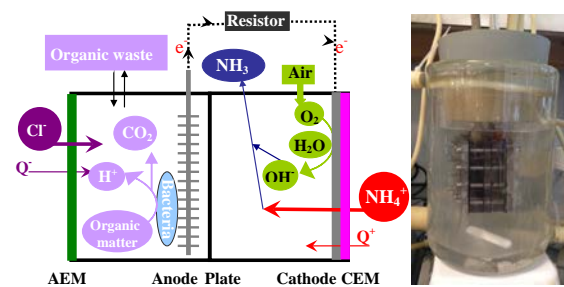 Resistor
Organic waste
e-
e-
NH3
Air
Cl-
CO2
O2
H2O
Q-
H+
OH-
Bacteria
NH4+
Organic
matter
Q+
AEM
Anode Plate
Cathode CEM